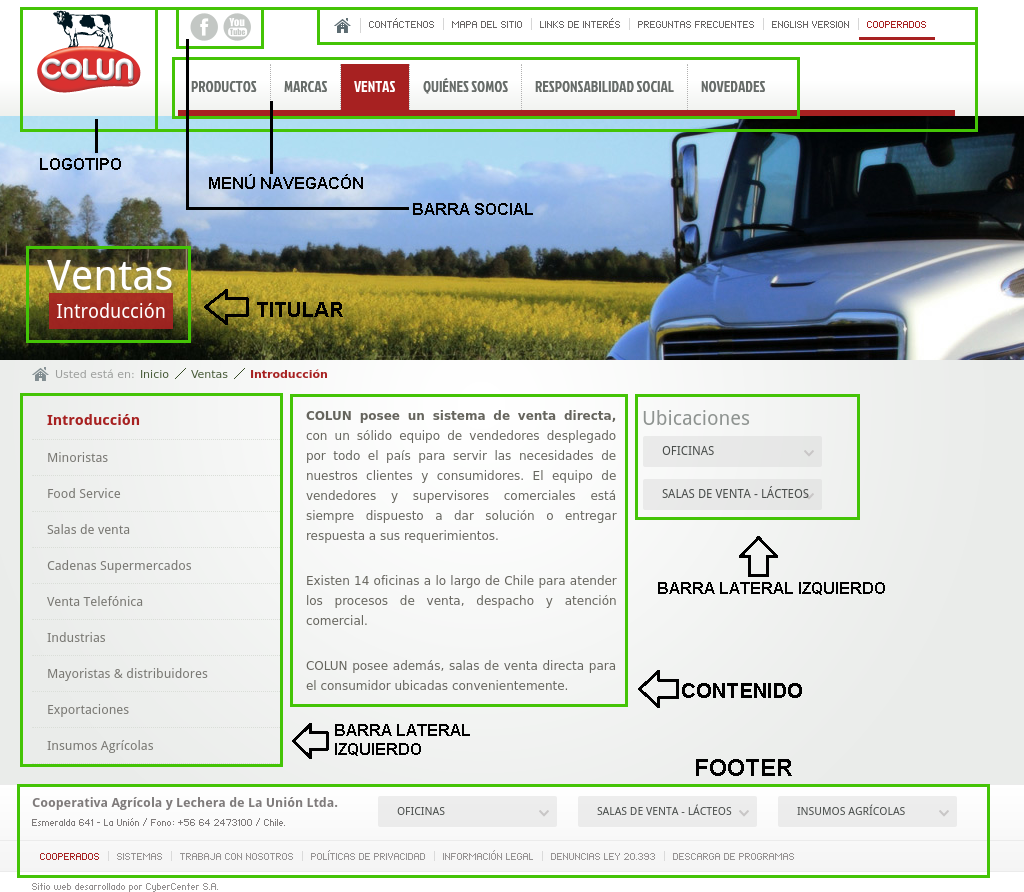 COLUN
You Tube
CONTÁCTENOS MAPA DEL SITIO LINKS DE INTERÉS PREGUNTAS FRECUENTES ENGLISH VERSION COOPERADOS
PRODUCTOS MARCAS VENTAS QUIÉNES SOMOS RESPONSABILIDAD SOCIAL NOVEDADES
LOGOTIPO
MENÚ NAVEGACÓN
BARRA SOCIAL
Ventas
Introducción
TITULAR
Usted está en: Inicio / Ventas / Introducción
Introducción
Minoristas
Food Service
Salas de venta
Cadenas Supermercados
Venta Telefónica
Industrias
Mayoristas & distribuidores
Exportaciones
Insumos Agrícolas
COLUN posee un sistema de venta directa,
con un sólido equipo de vendedores desplegado
por todo el país para servir las necesidades de
nuestros clientes y consumidores. El equipo de
vendedores y supervisores comerciales está
siempre dispuesto a dar solución o entregar
respuesta a sus requerimientos.
Existen 14 oficinas a lo largo de Chile para atender
los procesos de venta, despacho y atención
comercial.
COLUN posee además, salas de venta directa para
el consumidor ubicadas convenientemente.
Ubicaciones
OFICINAS
SALAS DE VENTA - LÁCTEOS
BARRA LATERAL IZQUIERDO
CONTENIDO
BARRA LATERAL
IZQUIERDO
FOOTER
Cooperativa Agrícola y Lechera de La Unión Ltda.
Esmeralda 641 - La Unión / Fono: +56 64 2473100 / Chile.
OFICINAS SALAS DE VENTA - LÁCTEOS INSUMOS AGRÍCOLAS
COOPERADOS SISTEMAS TRABAJA CON NOSOTROS POLÍTICAS DE PRIVACIDAD INFORMACIÓN LEGAL DENUNCIAS LEY 20.393 DESCARGA DE PROGRAMAS
Sitio web desarrollado por CyberCenter S.A.